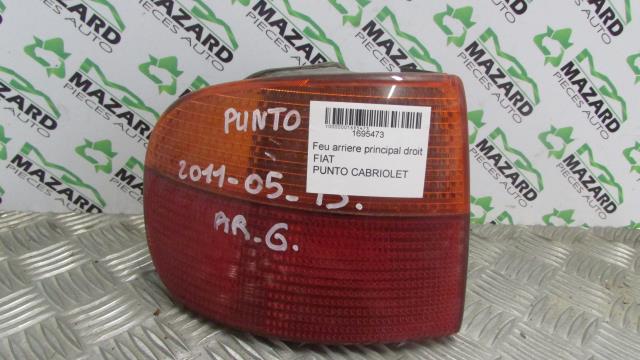 MAZARD
PIECES AUTO
PUNTO
2011-05-13.
AR-G.
1695473
Feu arriere principal droit
FIAT
PUNTO CABRIOLET